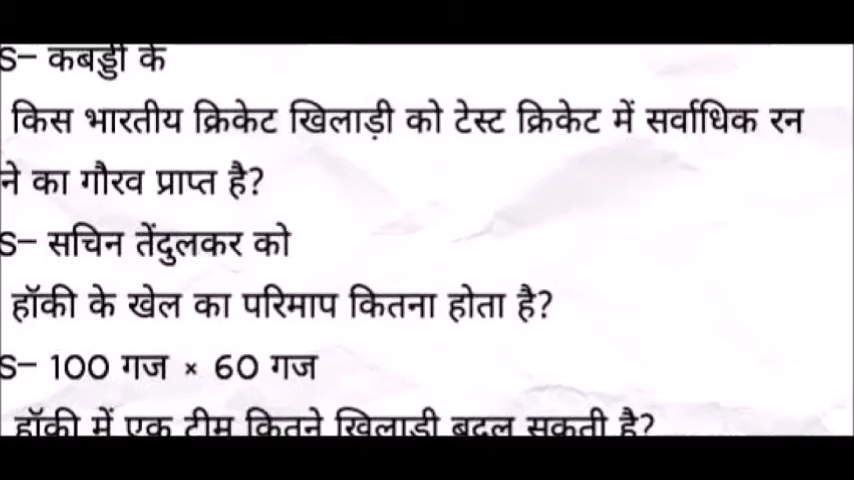 S– कबड्डी के
किस भारतीय क्रिकेट खिलाड़ी को टेस्ट क्रिकेट में सर्वाधिक रन
ने का गौरव प्राप्त है?
S– सचिन तेंदुलकर को
हॉकी के खेल का परिमाप कितना होता है?
S– 100 गज × 60 गज
हॉकी में एक टीम कितने खिलाड़ी बदल सकती है?